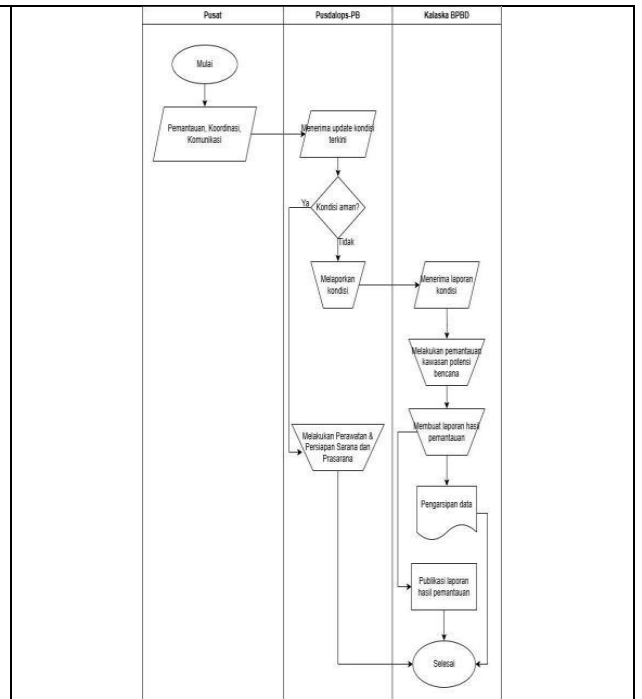 Pusat
Pusdalops-PB
Kalaska BPBD
Mulai
Pemantauan, Koordinasi,
Komunikasi
Menerima update kondisi
terkini
Ya
Kondisi aman?
Tidak
Melaporkan
kondisi
Menerima laporan
kondisi
Melakukan pemantauan
kawasan potensi
bencana
Melakukan Perawatan &
Persiapan Sarana dan
Prasarana
Membuat laporan hasil
pemantauan
Pengarsipan data
Publikasi laporan
hasil pemantauan
Selesai